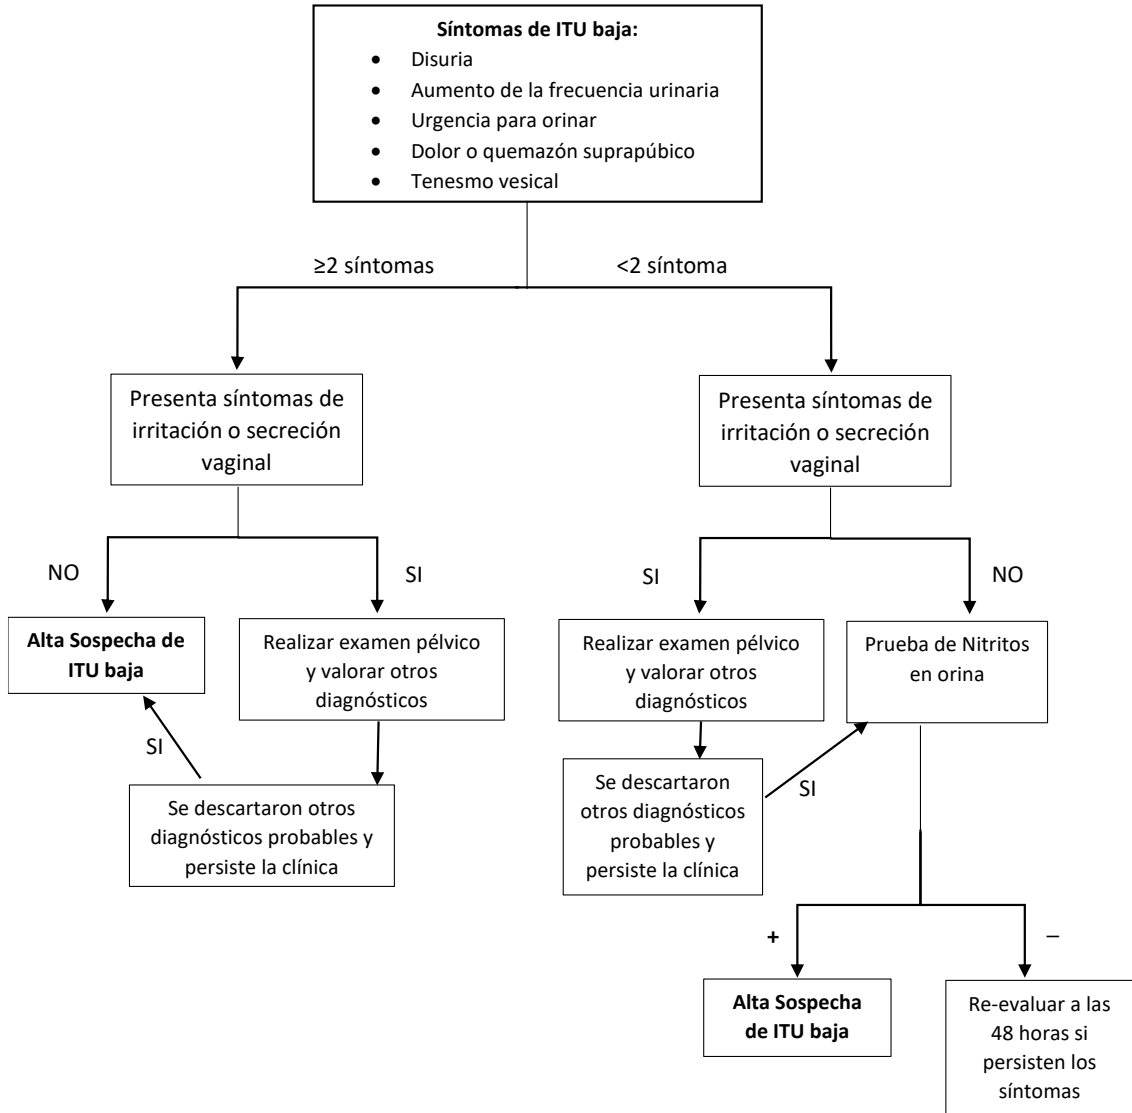 Síntomas de ITU baja:
• Disuria
• Aumento de la frecuencia urinaria
• Urgencia para orinar
• Dolor o quemazón suprapúbico
• Tenesmo vesical
≥2 síntomas
<2 síntoma
Presenta síntomas de
irritación o secreción
vaginal
Presenta síntomas de
irritación o secreción
vaginal
NO
SI
SI
NO
Alta Sospecha de
ITU baja
Realizar examen pélvico
y valorar otros
diagnósticos
Realizar examen pélvico
y valorar otros
diagnósticos
Prueba de Nitritos
en orina
SI
Se descartaron otros
diagnósticos probables y
persiste la clínica
Se descartaron
otros diagnósticos
probables y
persiste la clínica
SI
+
–
Alta Sospecha
de ITU baja
Re-evaluar a las
48 horas si
persisten los
síntomas